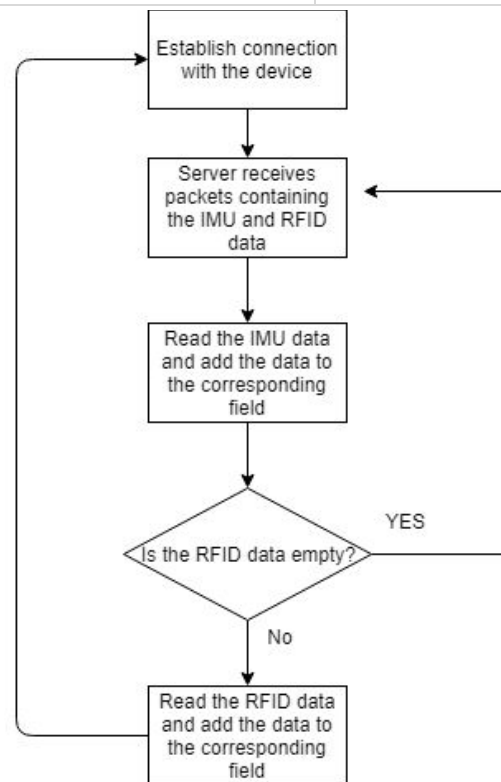 Establish connection
with the device
Server receives
packets containing
the IMU and RFID
data
Read the IMU data
and add the data to
the corresponding
field
YES
Is the RFID data empty?
No
Read the RFID data
and add the data to
the corresponding
field